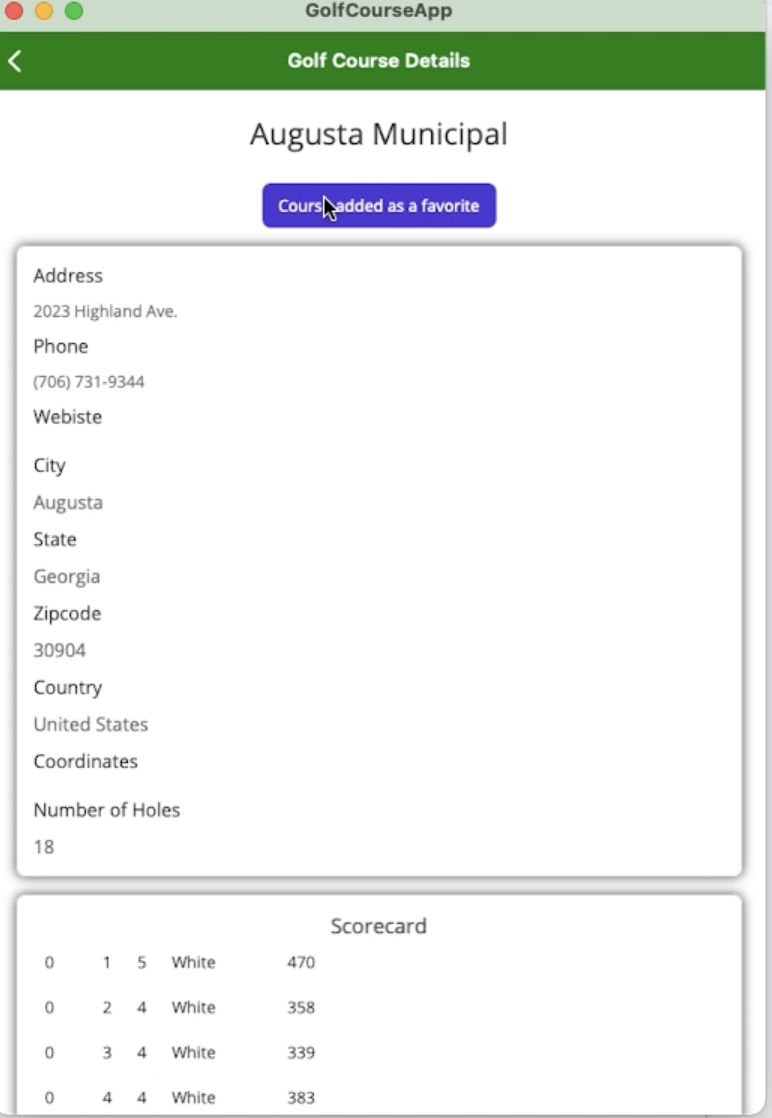 GolfCourseApp
Golf Course Details
Augusta Municipal
Cours added as a favorite
Address
2023 Highland Ave.
Phone
(706) 731-9344
Webiste
City
Augusta
State
Georgia
Zipcode
30904
Country
United States
Coordinates
Number of Holes
18
Scorecard
0 1 5 White 470
0 2 4 White 358
0 3 4 White 339
0 4 4 White 383